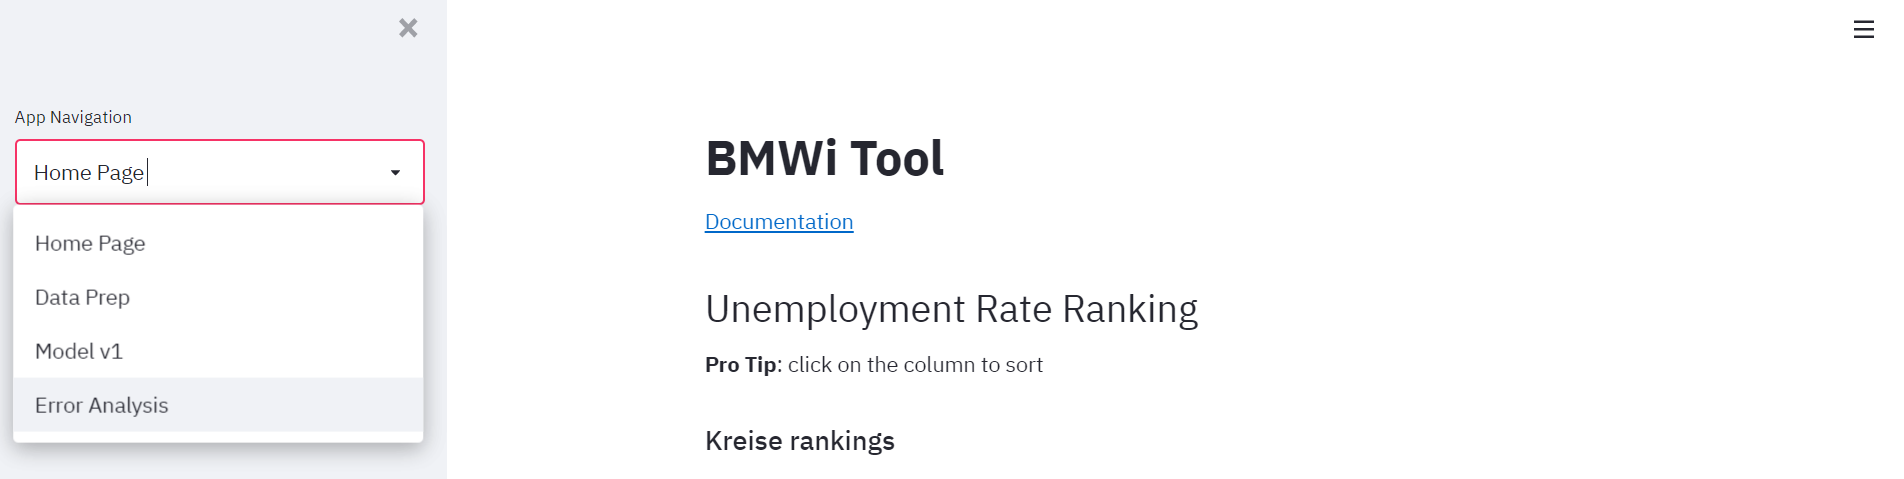 App Navigation
Home Page
Home Page
Data Prep
Model v1
Error Analysis
BMWi Tool
Documentation
Unemployment Rate Ranking
Pro Tip: click on the column to sort
Kreise rankings